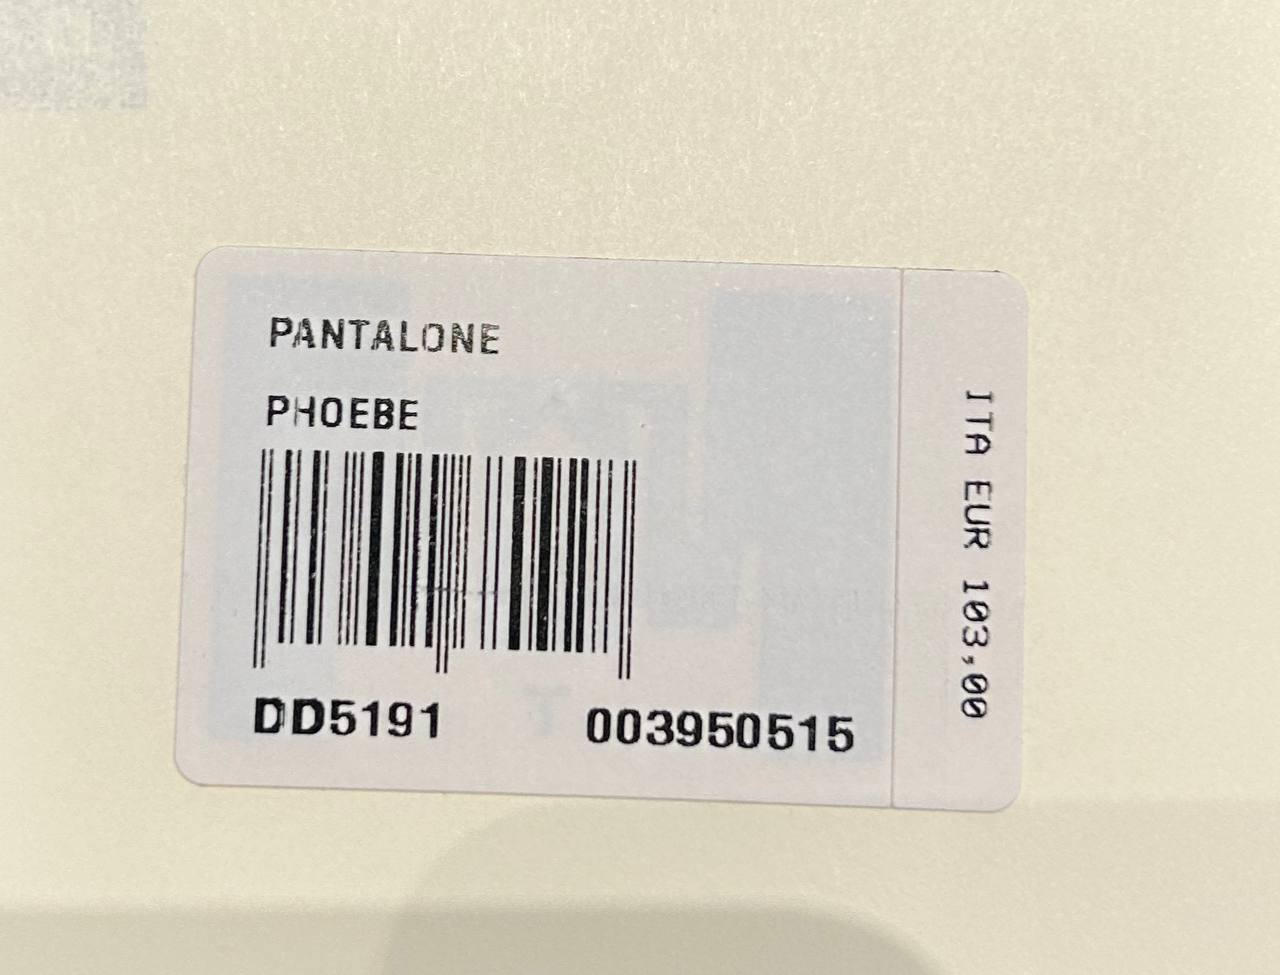 PANTALONE
PHOEBE
DD5191 003950515
ITA EUR 103,00